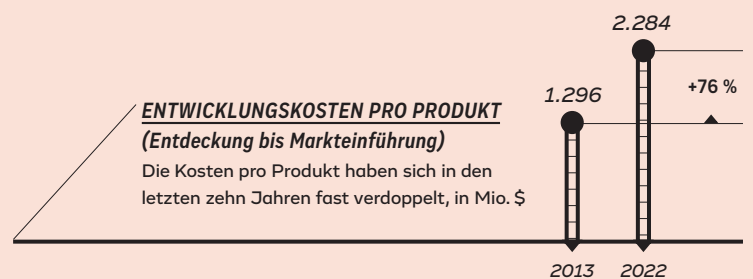 2.284
+76 %
1.296
ENTWICKLUNGSKOSTEN PRO PRODUKT
(Entdeckung bis Markteinführung)
Die Kosten pro Produkt haben sich in den
letzten zehn Jahren fast verdoppelt, in Mio. $
2013 2022